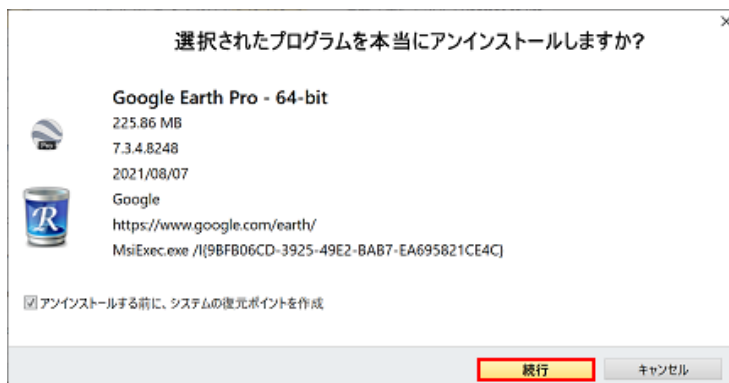 選択されたプログラムを本当にアンインストールしますか?
Google Earth Pro - 64-bit
225.86 MB
7.3.4.8248
2021/08/07
Google
https://www.google.com/earth/
MsiExec.exe /I{9BFB06CD-3925-49E2-BAB7-EA695821CE4C}
Pro
R
アンインストールする前に、システムの復元ポイントを作成
続行
キャンセル